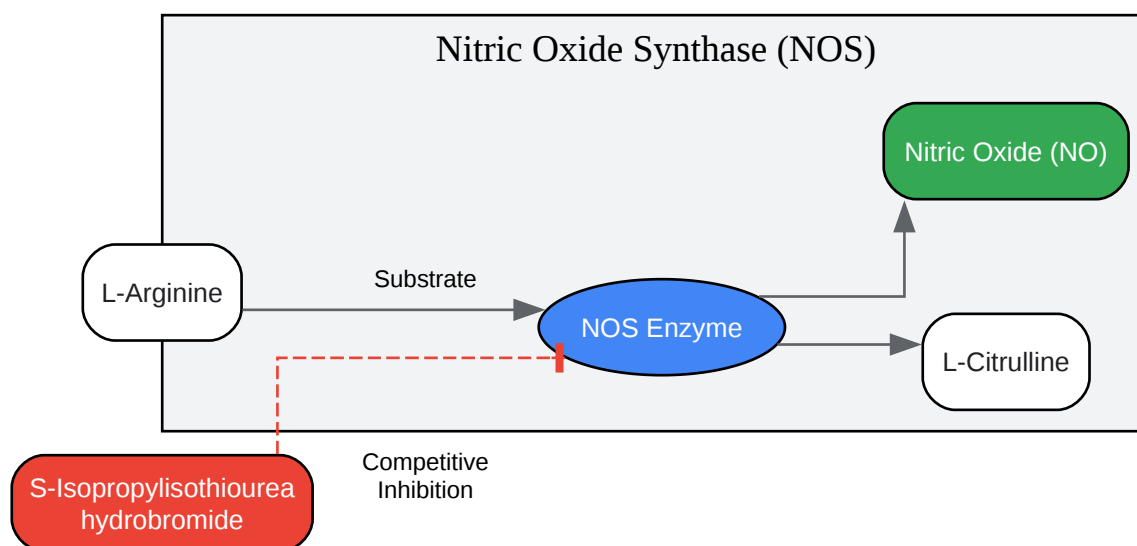 Nitric Oxide Synthase (NOS)
Nitric Oxide (NO)
L-Arginine
Substrate
NOS Enzyme
L-Citrulline
Competitive
Inhibition
S-Isopropylisothiourea
hydrobromide